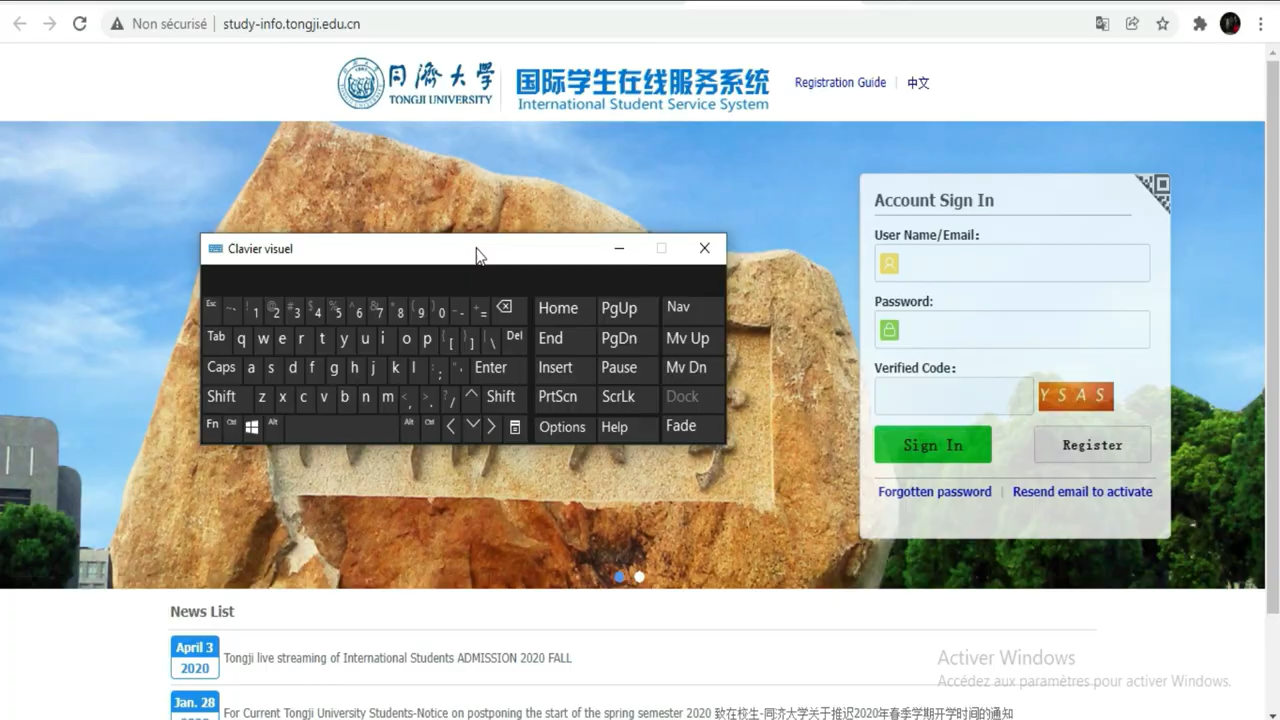 Non sécurisé | study-info.tongji.edu.cn
同濟大學
TONGJI UNIVERSITY
国际学生在线服务系统
International Student Service System
Registration Guide | 中文
Account Sign In
User Name/Email:
Password:
Verified Code:
YSAS
Sign In
Register
Forgotten password | Resend email to activate
Clavier visuel
Esc ~` !1 @2 #3 $4 %5 ^6 &7 *8 (9 )0 _- += Home PgUp Nav
Tab q w e r t y u i o p {[ }] |\ Del End PgDn Mv Up
Caps a s d f g h j k l :; "' Enter Insert Pause Mv Dn
Shift z x c v b n m <, >. ?/ Shift PrtScn ScrLk Dock
Fn Ctrl Alt Alt Ctrl Options Help Fade
News List
April 3
2020
Tongji live streaming of International Students ADMISSION 2020 FALL
Jan. 28
2020
For Current Tongji University Students-Notice on postponing the start of the spring semester 2020 致在校生-同济大学关于推迟2020年春季学期开学时间的通知
Activer Windows
Accédez aux paramètres pour activer Windows.